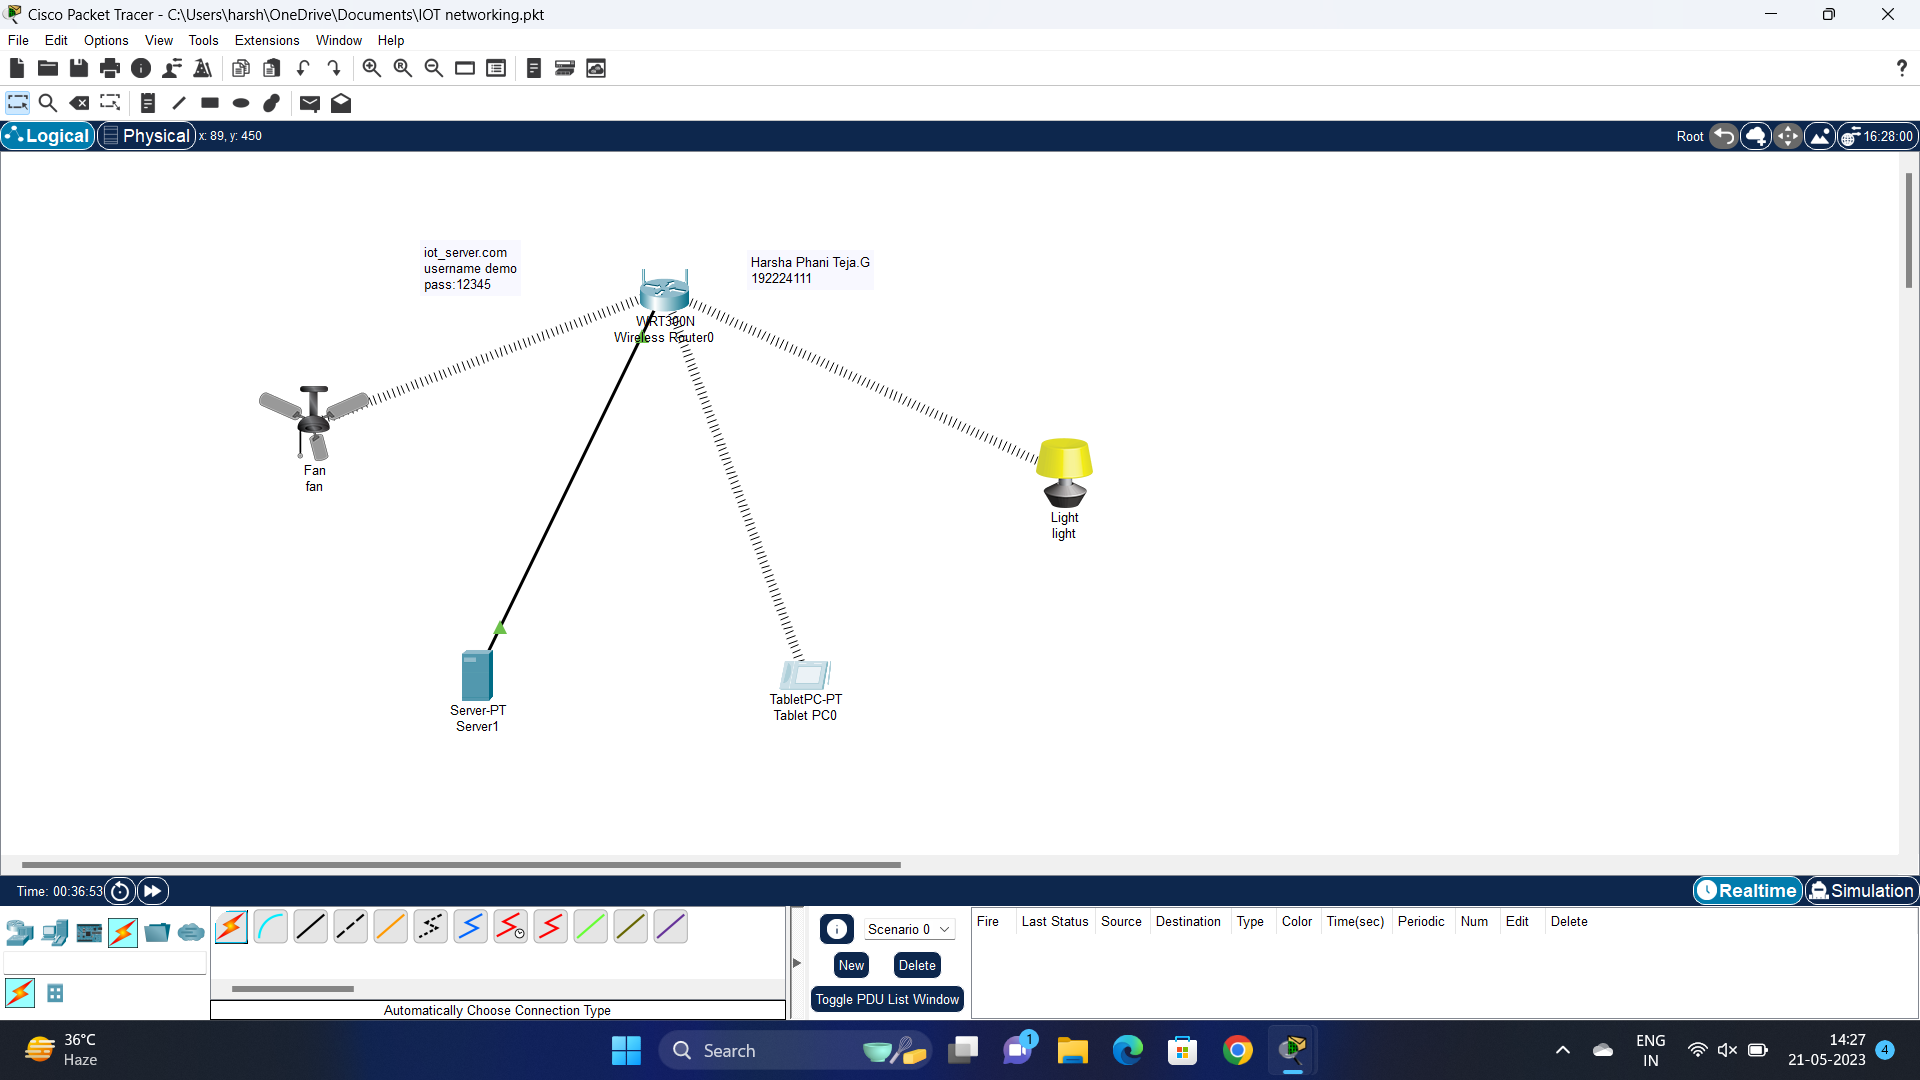 Cisco Packet Tracer - C:\Users\harsh\OneDrive\Documents\IOT networking.pkt
File Edit Options View Tools Extensions Window Help
?
Logical Physical x: 89, y: 450 Root 16:28:00
iot_server.com
username demo
pass:12345
Harsha Phani Teja.G
192224111
WRT300N
Wireless Router0
Fan
fan
Light
light
Server-PT
Server1
TabletPC-PT
Tablet PC0
Time: 00:36:53 Realtime Simulation
Scenario 0
New Delete
Toggle PDU List Window
Fire Last Status Source Destination Type Color Time(sec) Periodic Num Edit Delete
Automatically Choose Connection Type
36°C
Haze
Search
1
ENG
IN
14:27
21-05-2023
4